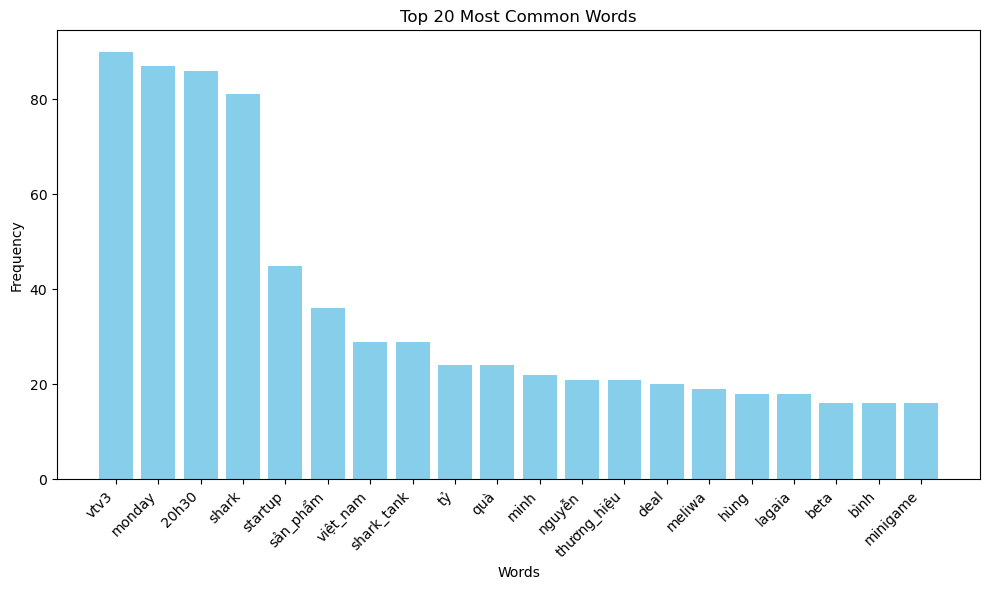 Top 20 Most Common Words
Frequency
80
60
40
20
0
vtv3
monday
20h30
shark
startup
sản_phẩm
việt_nam
shark_tank
tỷ
quà
minh
nguyễn
thương_hiệu
deal
meliwa
hùng
lagaia
beta
bình
minigame
Words